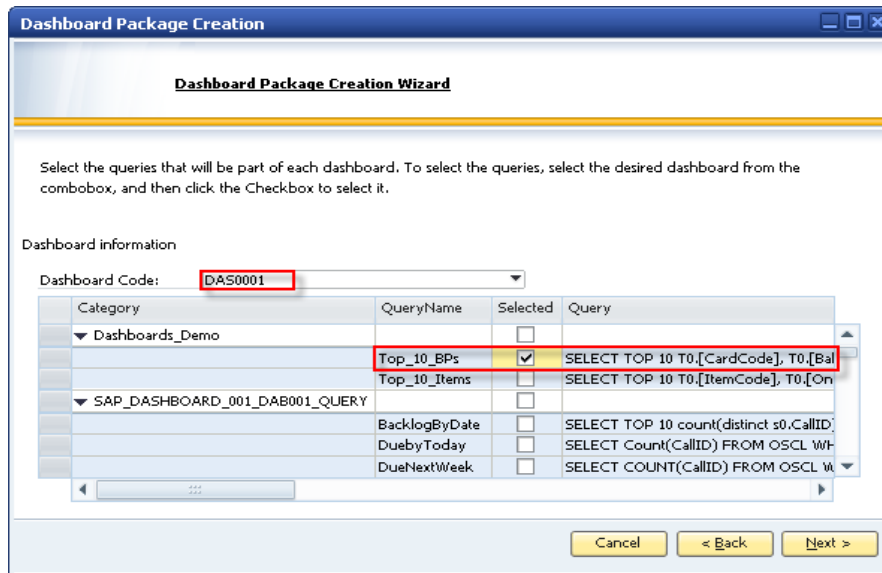 Dashboard Package Creation
Dashboard Package Creation Wizard
Select the queries that will be part of each dashboard. To select the queries, select the desired dashboard from the
combobox, and then click the Checkbox to select it.
Dashboard information
Dashboard Code: DAS0001
Category QueryName Selected Query
Dashboards_Demo
Top_10_BPs SELECT TOP 10 T0.[CardCode], T0.[Bal
Top_10_Items SELECT TOP 10 T0.[ItemCode], T0.[On
SAP_DASHBOARD_001_DAB001_QUERY
BacklogByDate SELECT TOP 10 count(distinct s0.CallID)
DuebyToday SELECT Count(CallID) FROM OSCL WH
DueNextWeek SELECT COUNT(CallID) FROM OSCL W
Cancel < Back Next >